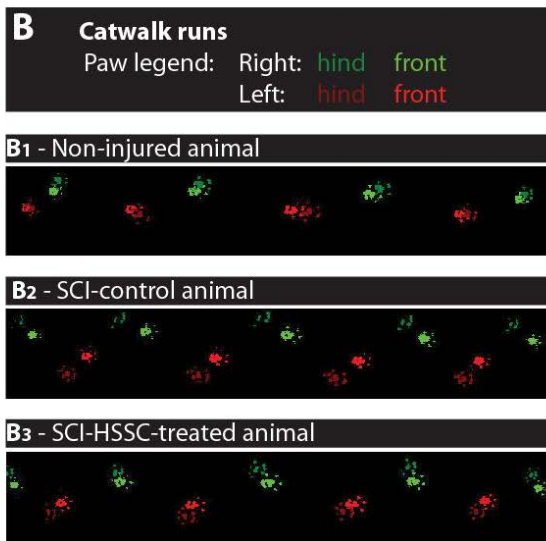 B Catwalk runs
Paw legend: Right: hind front
Left: hind front
B1 - Non-injured animal
B2 - SCI-control animal
B3 - SCI-HSSC-treated animal